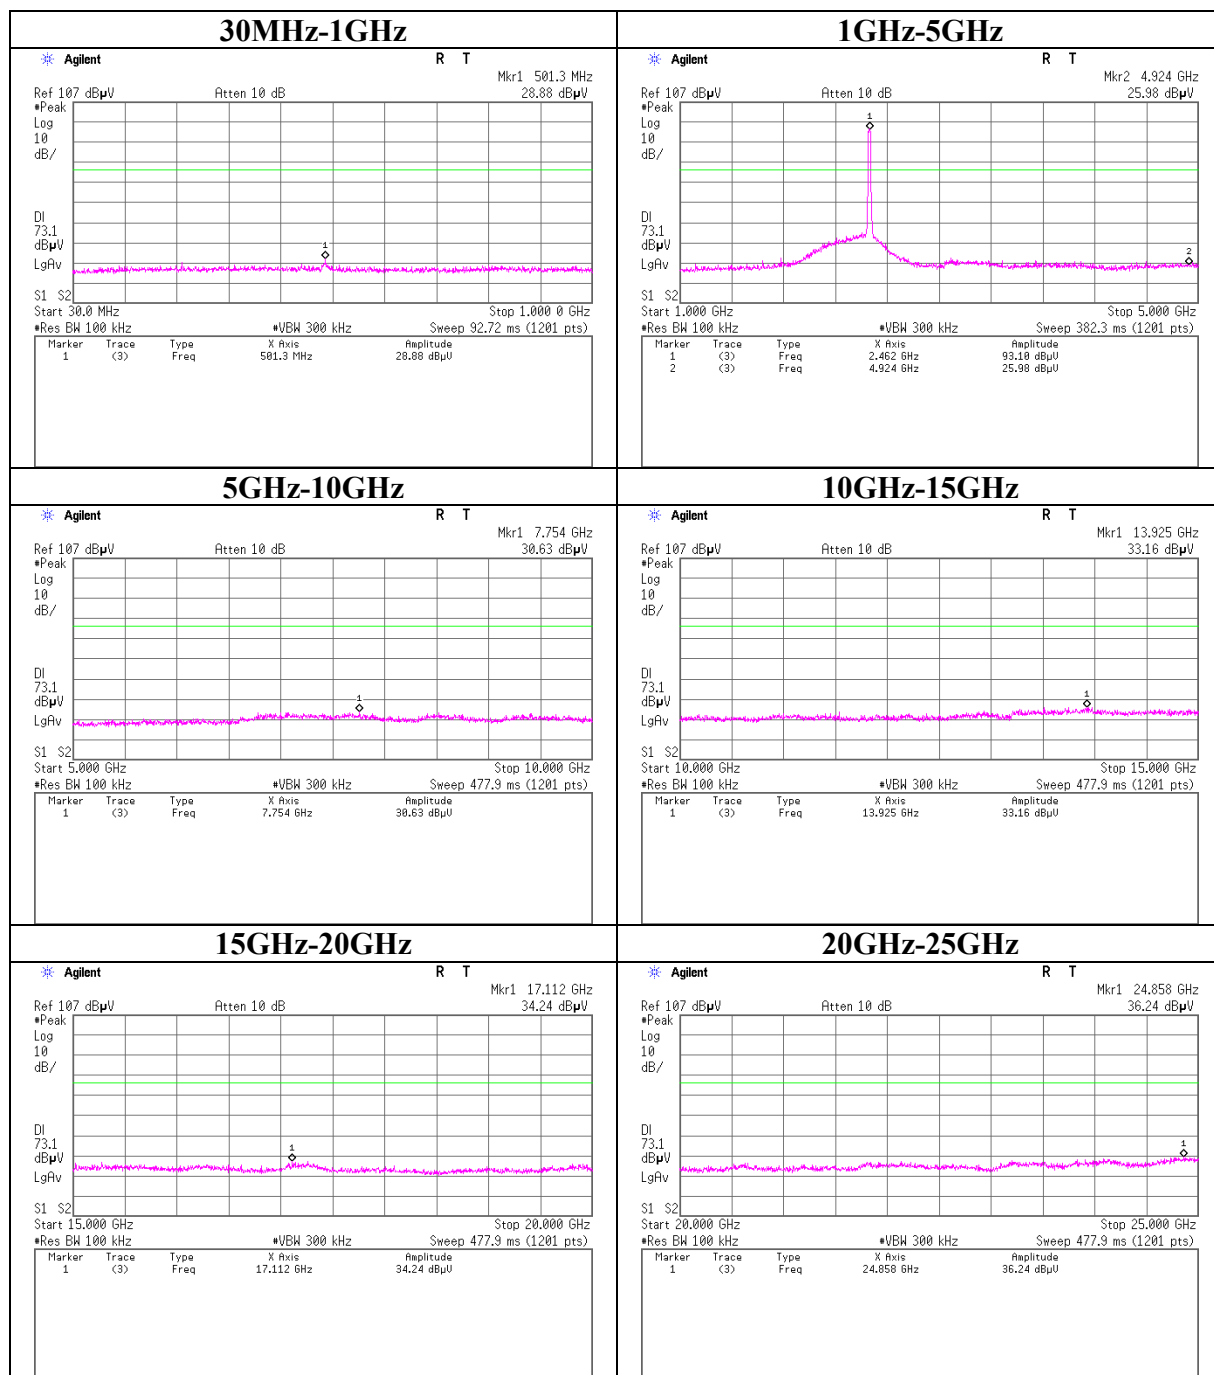 30MHz-1GHz
Agilent R T
Mkr1 501.3 MHz
Ref 107 dBµV Atten 10 dB 28.88 dBµV
#Peak
Log
10
dB/
1
DI
73.1
dBµV
LgAv
S1 S2
Start 30.0 MHz Stop 1.000 0 GHz
#Res BW 100 kHz #VBW 300 kHz Sweep 92.72 ms (1201 pts)
Marker Trace Type X Axis Amplitude
1 (3) Freq 501.3 MHz 28.88 dBµV
1GHz-5GHz
Agilent R T
Mkr2 4.924 GHz
Ref 107 dBµV Atten 10 dB 25.98 dBµV
#Peak
Log
10
dB/
1
DI
73.1
dBµV
LgAv
2
S1 S2
Start 1.000 GHz Stop 5.000 GHz
#Res BW 100 kHz #VBW 300 kHz Sweep 382.3 ms (1201 pts)
Marker Trace Type X Axis Amplitude
1 (3) Freq 2.462 GHz 93.10 dBµV
2 (3) Freq 4.924 GHz 25.98 dBµV
5GHz-10GHz
Agilent R T
Mkr1 7.754 GHz
Ref 107 dBµV Atten 10 dB 30.63 dBµV
#Peak
Log
10
dB/
DI
73.1
1
dBµV
LgAv
S1 S2
Start 5.000 GHz Stop 10.000 GHz
#Res BW 100 kHz #VBW 300 kHz Sweep 477.9 ms (1201 pts)
Marker Trace Type X Axis Amplitude
1 (3) Freq 7.754 GHz 30.63 dBµV
10GHz-15GHz
Agilent R T
Mkr1 13.925 GHz
Ref 107 dBµV Atten 10 dB 33.16 dBµV
#Peak
Log
10
dB/
DI
73.1
1
dBµV
LgAv
S1 S2
Start 10.000 GHz Stop 15.000 GHz
#Res BW 100 kHz #VBW 300 kHz Sweep 477.9 ms (1201 pts)
Marker Trace Type X Axis Amplitude
1 (3) Freq 13.925 GHz 33.16 dBµV
15GHz-20GHz
Agilent R T
Mkr1 17.112 GHz
Ref 107 dBµV Atten 10 dB 34.24 dBµV
#Peak
Log
10
dB/
DI
73.1
1
dBµV
LgAv
S1 S2
Start 15.000 GHz Stop 20.000 GHz
#Res BW 100 kHz #VBW 300 kHz Sweep 477.9 ms (1201 pts)
Marker Trace Type X Axis Amplitude
1 (3) Freq 17.112 GHz 34.24 dBµV
20GHz-25GHz
Agilent R T
Mkr1 24.858 GHz
Ref 107 dBµV Atten 10 dB 36.24 dBµV
#Peak
Log
10
dB/
DI
73.1
1
dBµV
LgAv
S1 S2
Start 20.000 GHz Stop 25.000 GHz
#Res BW 100 kHz #VBW 300 kHz Sweep 477.9 ms (1201 pts)
Marker Trace Type X Axis Amplitude
1 (3) Freq 24.858 GHz 36.24 dBµV